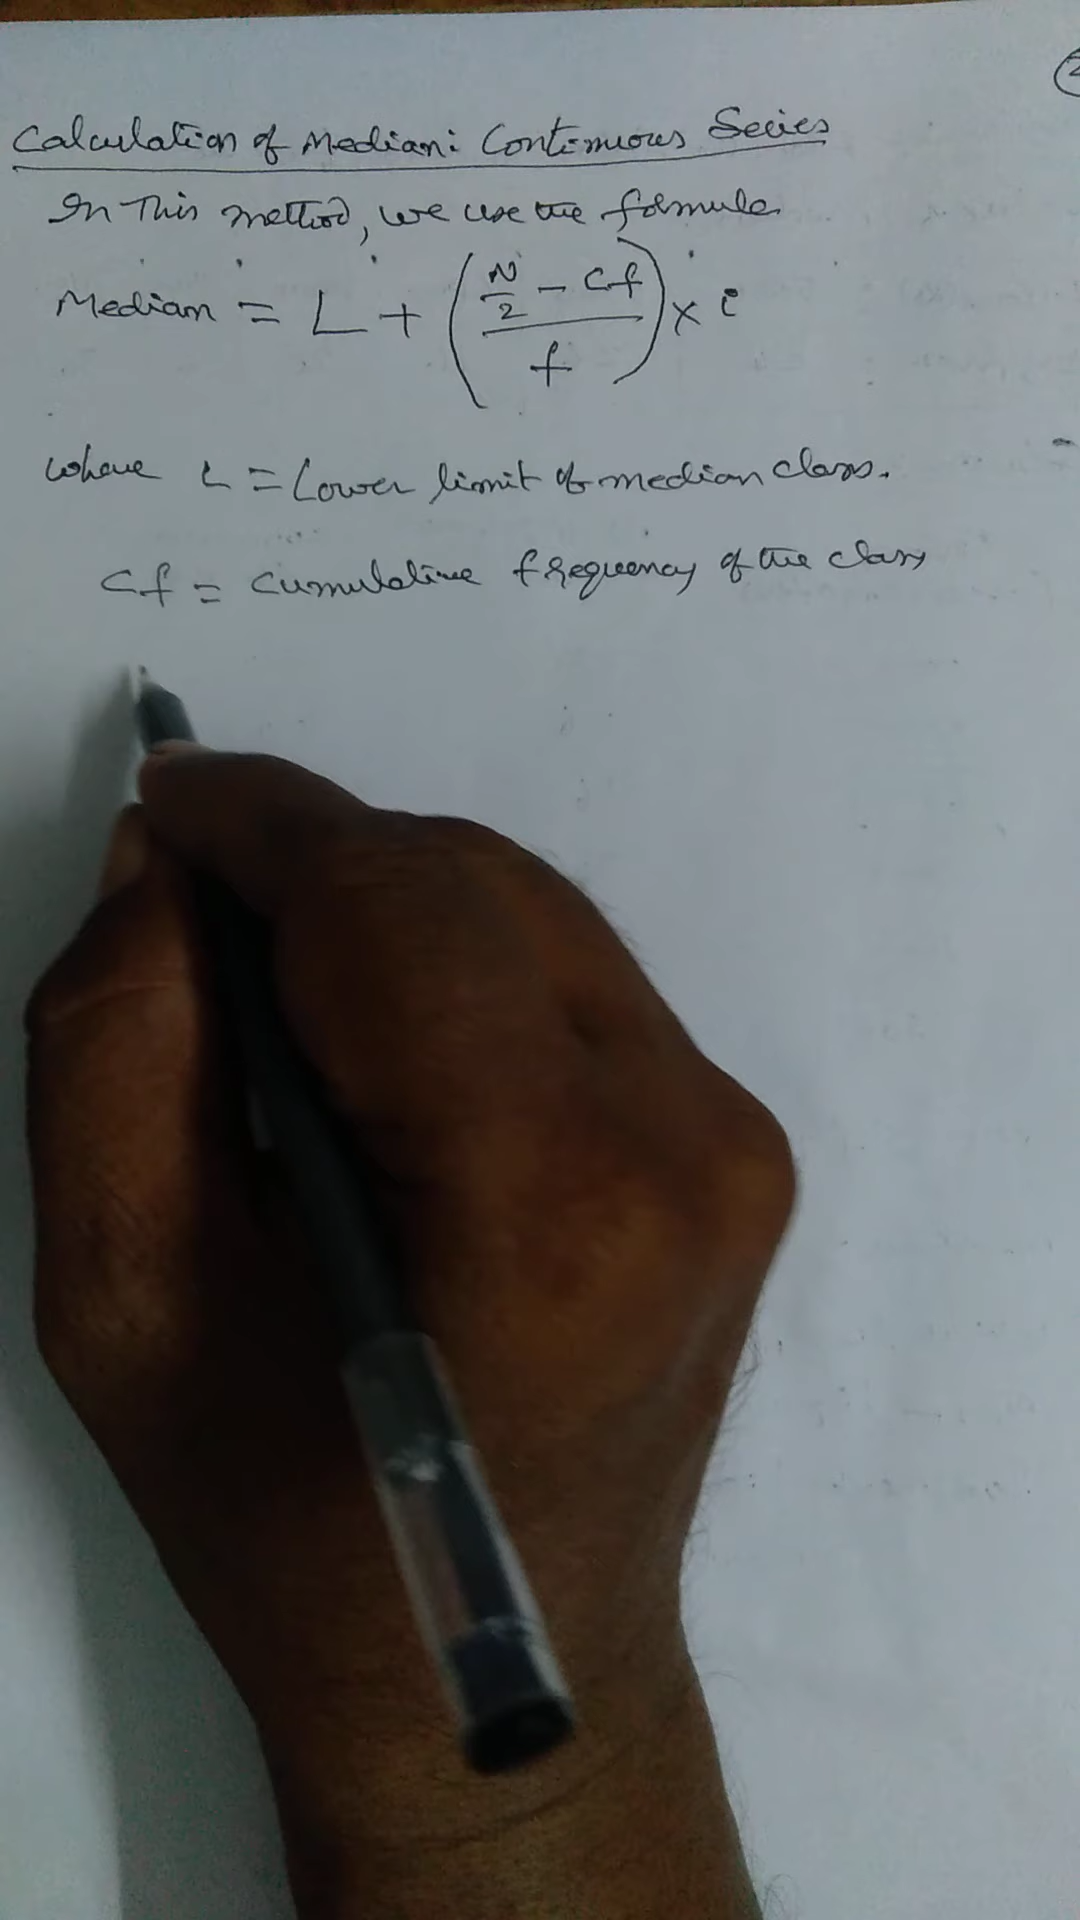 Calculation of Median: Continuous Series
In This method, we use the formula
Median = L + ( N/2 - Cf / f ) × i
where L = Lower limit of median class.
Cf = Cumulative frequency of the class